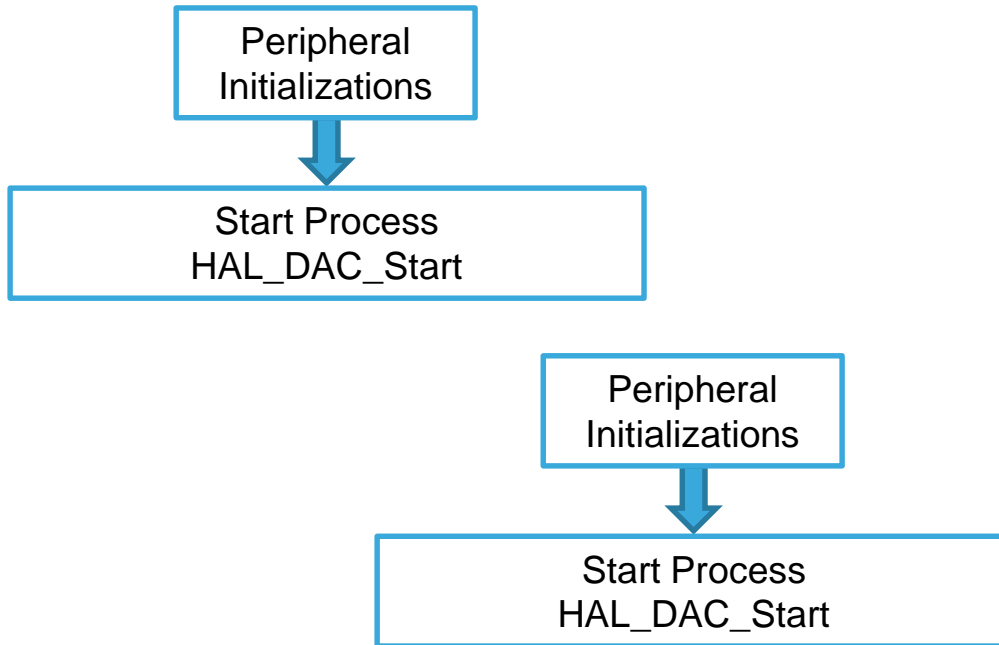 Peripheral
Initializations
Start Process
HAL_DAC_Start
Peripheral
Initializations
Start Process
HAL_DAC_Start